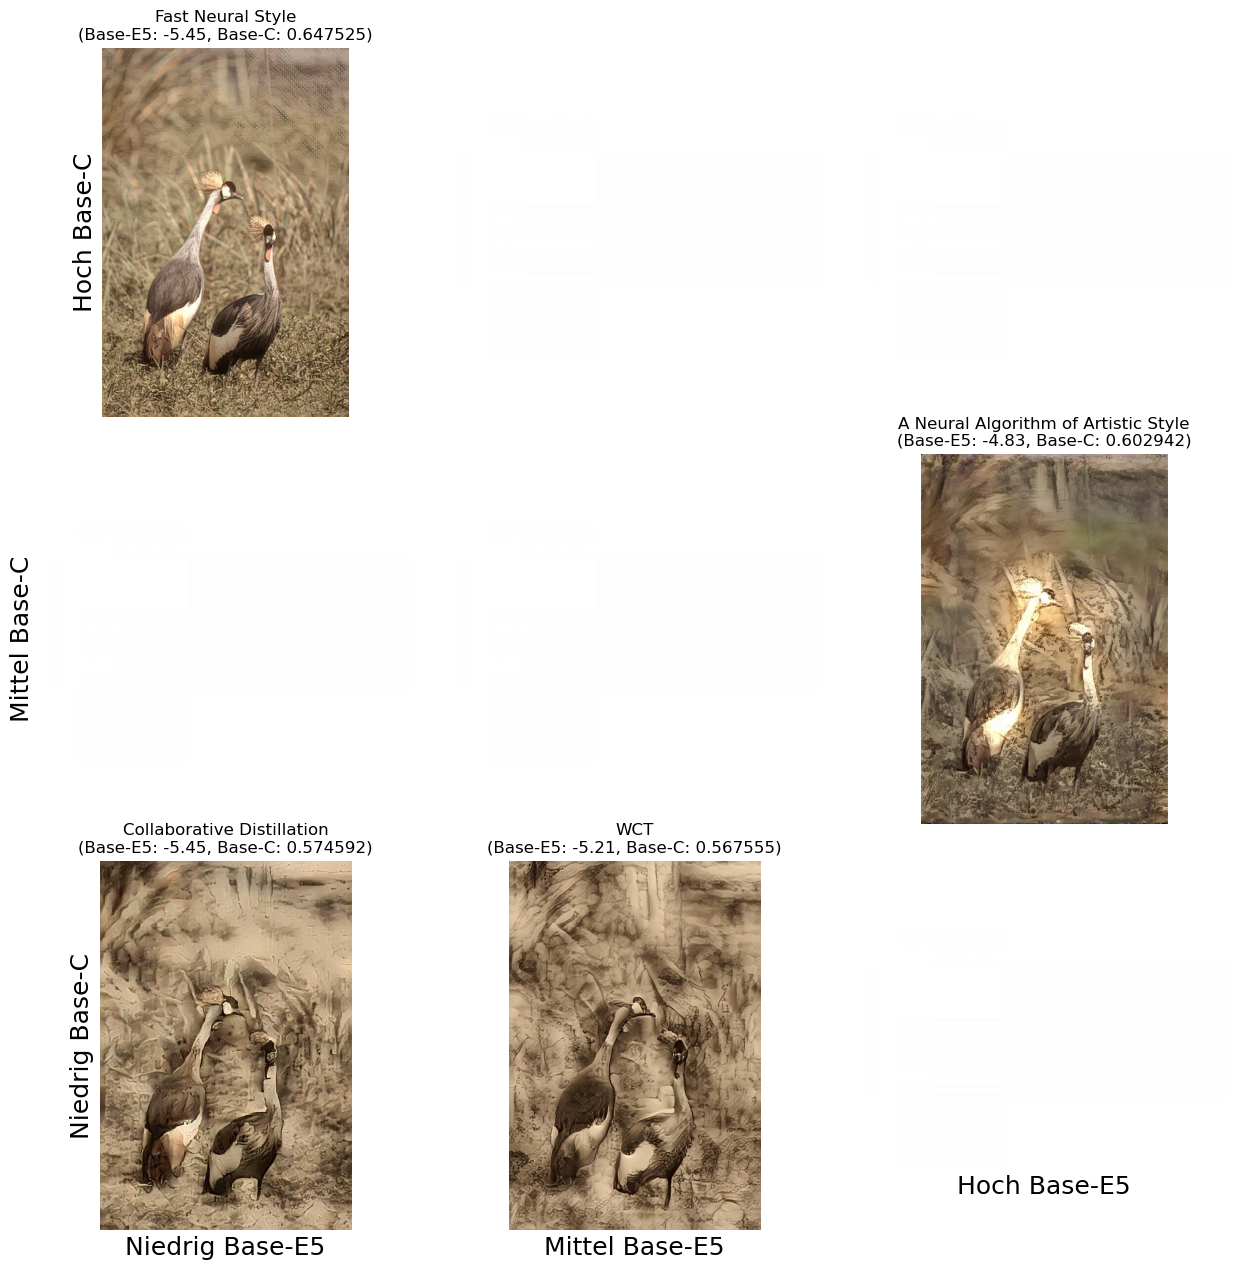 Fast Neural Style
(Base-E5: -5.45, Base-C: 0.647525)
Hoch Base-C
A Neural Algorithm of Artistic Style
(Base-E5: -4.83, Base-C: 0.602942)
Mittel Base-C
Collaborative Distillation
(Base-E5: -5.45, Base-C: 0.574592)
WCT
(Base-E5: -5.21, Base-C: 0.567555)
Niedrig Base-C
Niedrig Base-E5
Mittel Base-E5
Hoch Base-E5